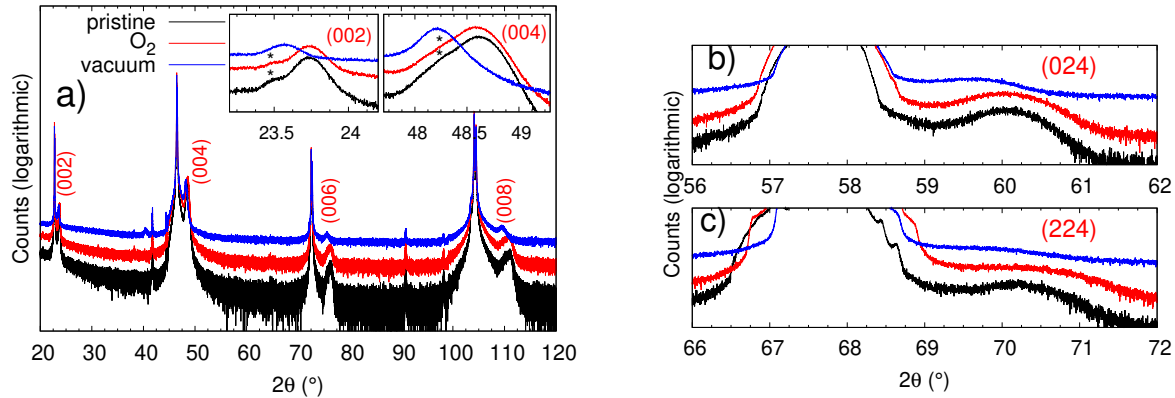 pristine
O2
vacuum
a)
(002)
(004)
* *
* *
23.5 24
48 48.5 49
(002)
(004)
(006)
(008)
Counts (logarithmic)
20 30 40 50 60 70 80 90 100 110 120
2θ (°)
b)
(024)
56 57 58 59 60 61 62
Counts (logarithmic)
c)
(224)
66 67 68 69 70 71 72
2θ (°)